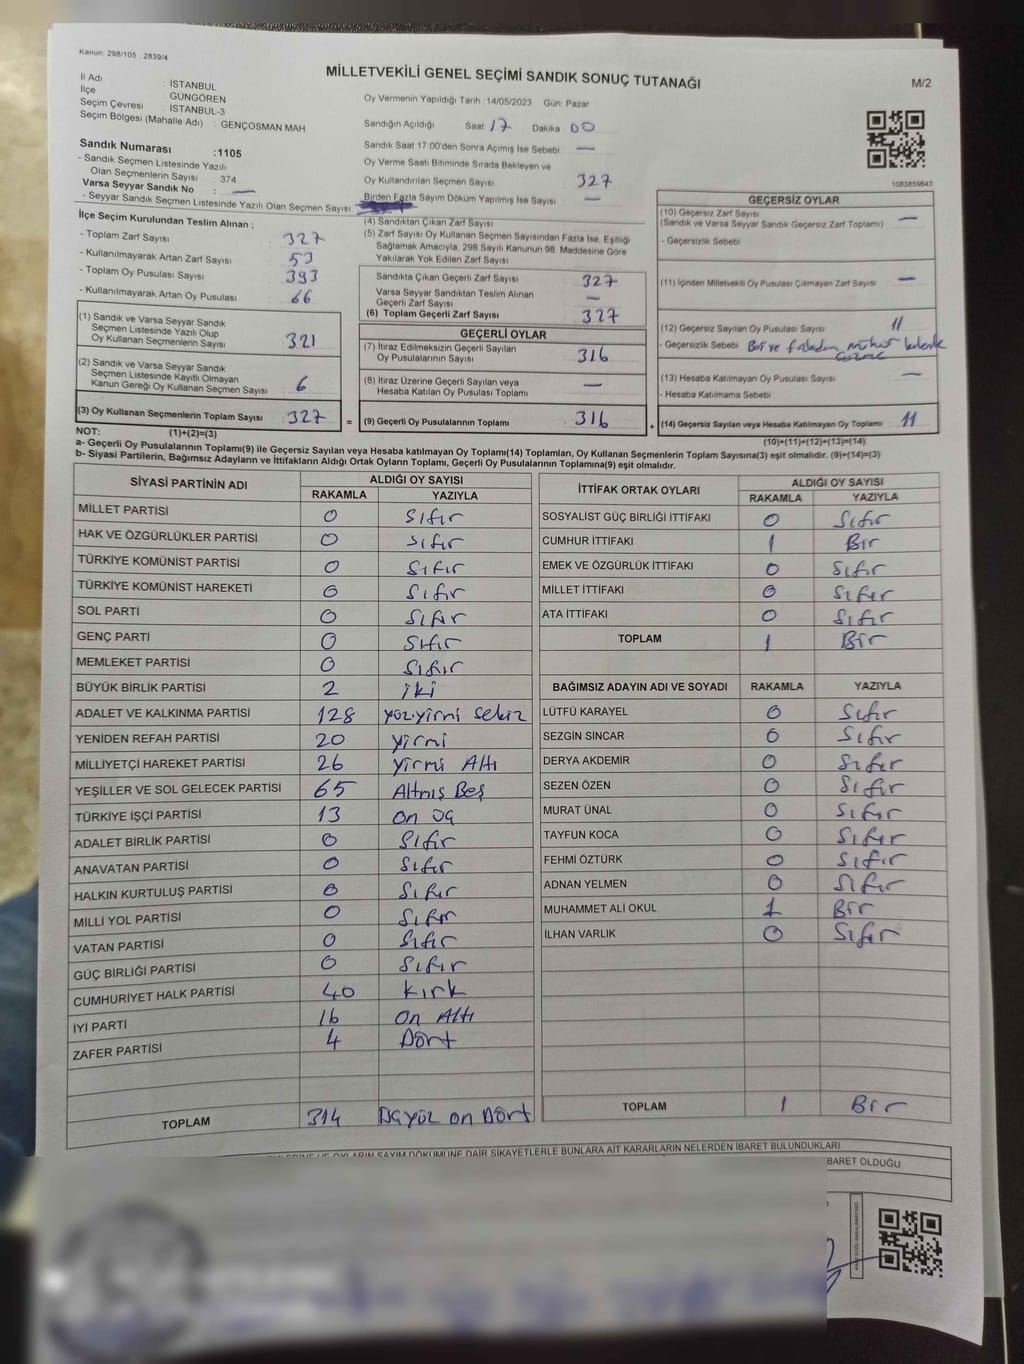 Kanun: 298/105 , 2839/4
MİLLETVEKİLİ GENEL SEÇİMİ SANDIK SONUÇ TUTANAĞI
M/2
İl Adı : İSTANBUL
İlçe : GÜNGÖREN
Seçim Çevresi : İSTANBUL-3
Seçim Bölgesi (Mahalle Adı) : GENÇOSMAN MAH
Sandık Numarası :1105
- Sandık Seçmen Listesinde Yazılı
Olan Seçmenlerin Sayısı : 374
Varsa Seyyar Sandık No : —
- Seyyar Sandık Seçmen Listesinde Yazılı Olan Seçmen Sayısı:
Oy Vermenin Yapıldığı Tarih :14/05/2023 Gün: Pazar
Sandığın Açıldığı Saat 17 Dakika 00
Sandık Saat 17:00'den Sonra Açımış İse Sebebi —
Oy Verme Saati Bitiminde Sırada Bekleyen ve
Oy Kullandırılan Seçmen Sayısı 327
Birden Fazla Sayım Döküm Yapılmış İse Sayısı —
1083859643
İlçe Seçim Kurulundan Teslim Alınan ;
- Toplam Zarf Sayısı 327
- Kullanılmayarak Artan Zarf Sayısı 53
- Toplam Oy Pusulası Sayısı 393
- Kullanılmayarak Artan Oy Pusulası 66
(1) Sandık ve Varsa Seyyar Sandık
Seçmen Listesinde Yazılı Olup
Oy Kullanan Seçmenlerin Sayısı 321
(2) Sandık ve Varsa Seyyar Sandık
Seçmen Listesinde Kayıtlı Olmayan
Kanun Gereği Oy Kullanan Seçmen Sayısı 6
(3) Oy Kullanan Seçmenlerin Toplam Sayısı 327 =
(1)+(2)=(3)
(4) Sandıktan Çıkan Zarf Sayısı
(5) Zarf Sayısı Oy Kullanan Seçmen Sayısından Fazla İse, Eşitliği
Sağlamak Amacıyla, 298 Sayılı Kanunun 98. Maddesine Göre
Yakılarak Yok Edilen Zarf Sayısı
Sandıkta Çıkan Geçerli Zarf Sayısı 327
Varsa Seyyar Sandıktan Teslim Alınan
Geçerli Zarf Sayısı —
(6) Toplam Geçerli Zarf Sayısı 327
GEÇERLİ OYLAR
(7) İtiraz Edilmeksizin Geçerli Sayılan
Oy Pusulalarının Sayısı 316
(8) İtiraz Üzerine Geçerli Sayılan veya
Hesaba Katılan Oy Pusulası Toplamı —
(9) Geçerli Oy Pusulalarının Toplamı 316 +
GEÇERSİZ OYLAR
(10) Geçersiz Zarf Sayısı —
(Sandık ve Varsa Seyyar Sandık Geçersiz Zarf Toplamı)
- Geçersizlik Sebebi
(11) İçinden Milletvekili Oy Pusulası Çıkmayan Zarf Sayısı —
(12) Geçersiz Sayılan Oy Pusulası Sayısı 11
- Geçersizlik Sebebi Boş ve fazladan mühür
(13) Hesaba Katılmayan Oy Pusulası Sayısı —
- Hesaba Katılmama Sebebi
(14) Geçersiz Sayılan veya Hesaba Katılmayan Oy Toplamı 11
(10)+(11)+(12)+(13)=(14)
NOT:
a- Geçerli Oy Pusulalarının Toplamı(9) ile Geçersiz Sayılan veya Hesaba katılmayan Oy Toplamı(14) Toplamları, Oy Kullanan Seçmenlerin Toplam Sayısına(3) eşit olmalıdır. (9)+(14)=(3)
b- Siyasi Partilerin, Bağımsız Adayların ve İttifakların Aldığı Ortak Oyların Toplamı, Geçerli Oy Pusulalarının Toplamına(9) eşit olmalıdır.
SİYASİ PARTİNİN ADI ALDIĞI OY SAYISI
RAKAMLA YAZIYLA
MİLLET PARTİSİ 0 Sıfır
HAK VE ÖZGÜRLÜKLER PARTİSİ 0 Sıfır
TÜRKİYE KOMÜNİST PARTİSİ 0 Sıfır
TÜRKİYE KOMÜNİST HAREKETİ 0 Sıfır
SOL PARTİ 0 Sıfır
GENÇ PARTİ 0 Sıfır
MEMLEKET PARTİSİ 0 Sıfır
BÜYÜK BİRLİK PARTİSİ 2 iki
ADALET VE KALKINMA PARTİSİ 128 yüz yirmi sekiz
YENİDEN REFAH PARTİSİ 20 yirmi
MİLLİYETÇİ HAREKET PARTİSİ 26 yirmi Altı
YEŞİLLER VE SOL GELECEK PARTİSİ 65 Altmış Beş
TÜRKİYE İŞÇİ PARTİSİ 13 on üç
ADALET BİRLİK PARTİSİ 0 Sıfır
ANAVATAN PARTİSİ 0 Sıfır
HALKIN KURTULUŞ PARTİSİ 0 Sıfır
MİLLİ YOL PARTİSİ 0 Sıfır
VATAN PARTİSİ 0 Sıfır
GÜÇ BİRLİĞİ PARTİSİ 0 Sıfır
CUMHURİYET HALK PARTİSİ 40 kırk
İYİ PARTİ 16 on Altı
ZAFER PARTİSİ 4 Dört
TOPLAM 314 üçyüz on Dört
İTTİFAK ORTAK OYLARI ALDIĞI OY SAYISI
RAKAMLA YAZIYLA
SOSYALİST GÜÇ BİRLİĞİ İTTİFAKI 0 Sıfır
CUMHUR İTTİFAKI 1 Bir
EMEK VE ÖZGÜRLÜK İTTİFAKI 0 Sıfır
MİLLET İTTİFAKI 0 Sıfır
ATA İTTİFAKI 0 Sıfır
TOPLAM 1 Bir
BAĞIMSIZ ADAYIN ADI VE SOYADI RAKAMLA YAZIYLA
LÜTFÜ KARAYEL 0 Sıfır
SEZGİN SİNCAR 0 Sıfır
DERYA AKDEMİR 0 Sıfır
SEZEN ÖZEN 0 Sıfır
MURAT ÜNAL 0 Sıfır
TAYFUN KOCA 0 Sıfır
FEHMİ ÖZTÜRK 0 Sıfır
ADNAN YELMEN 0 Sıfır
MUHAMMET ALİ OKUL 1 Bir
İLHAN VARLIK 0 Sıfır
TOPLAM 1 Bir
OYLARIN SAYIM DÖKÜMÜNE DAİR ŞİKAYETLERLE BUNLARA AİT KARARLARIN NELERDEN İBARET BULUNDUKLARI
BARET OLDUĞU